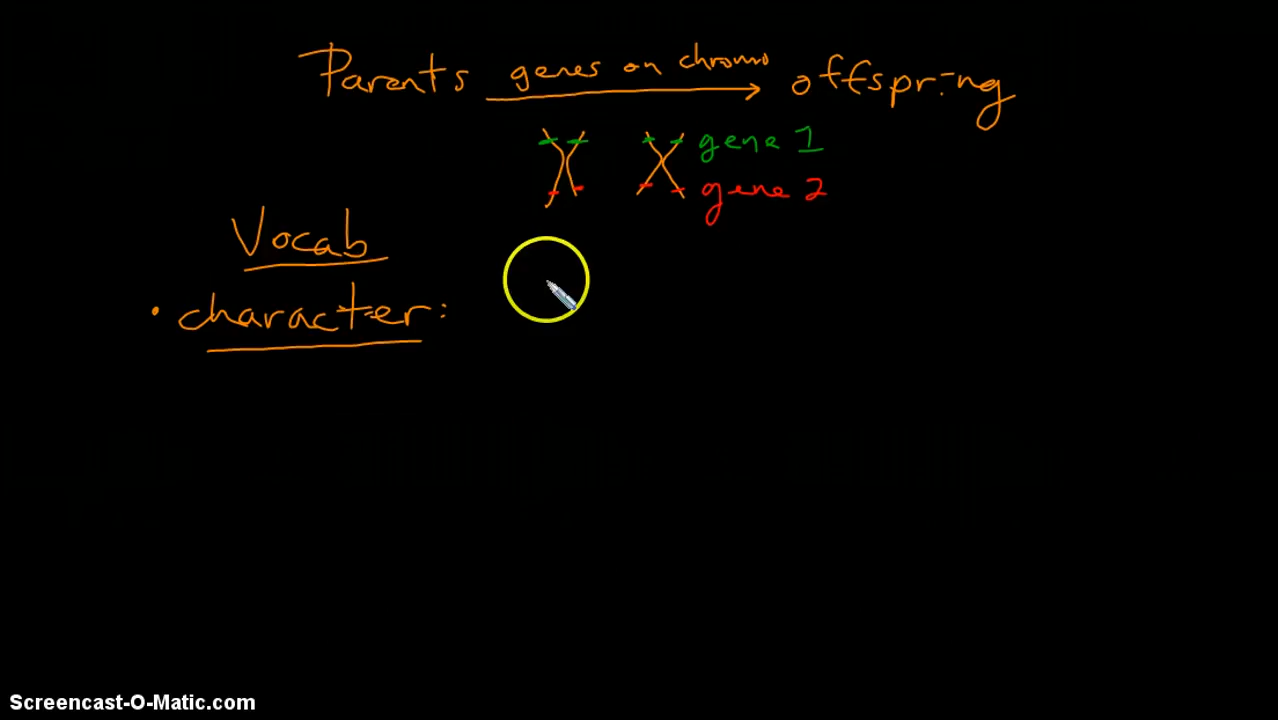 Parents genes on chromo offspring
gene 1
gene 2
Vocab
• character:
Screencast-O-Matic.com